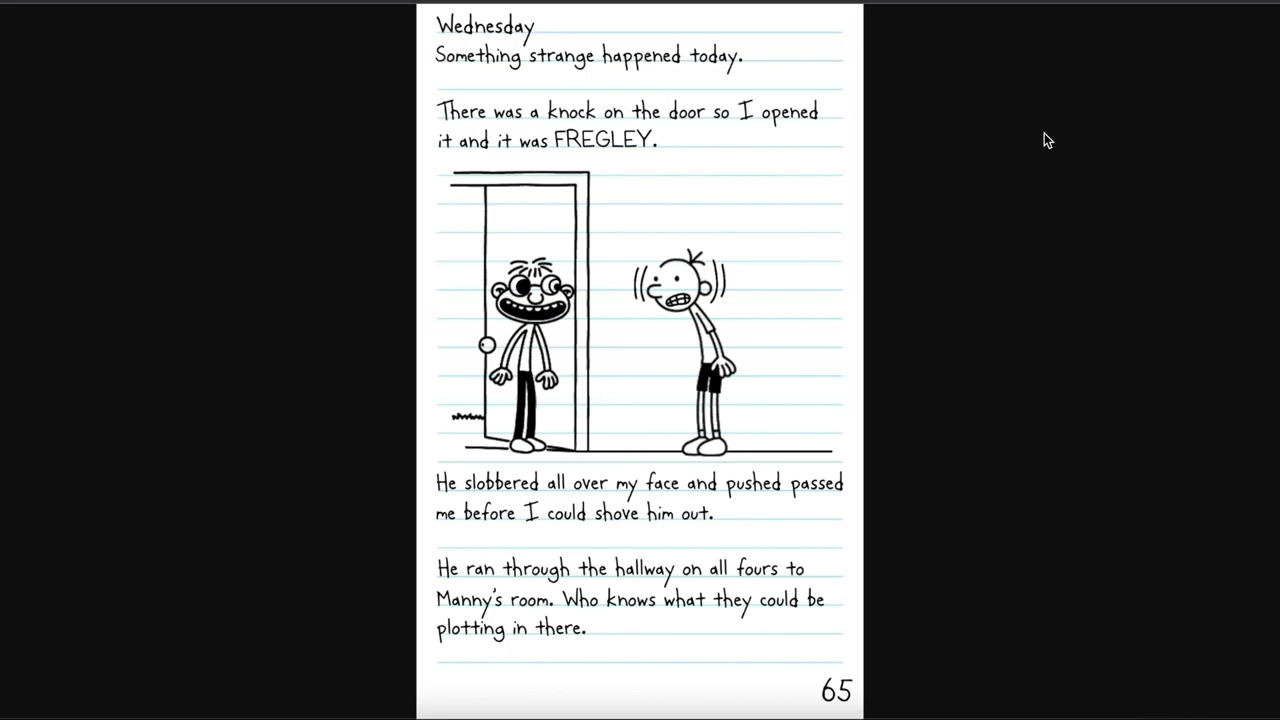 Wednesday
Something strange happened today.
There was a knock on the door so I opened
it and it was FREGLEY.
He slobbered all over my face and pushed passed
me before I could shove him out.
He ran through the hallway on all fours to
Manny's room. Who knows what they could be
plotting in there.
65